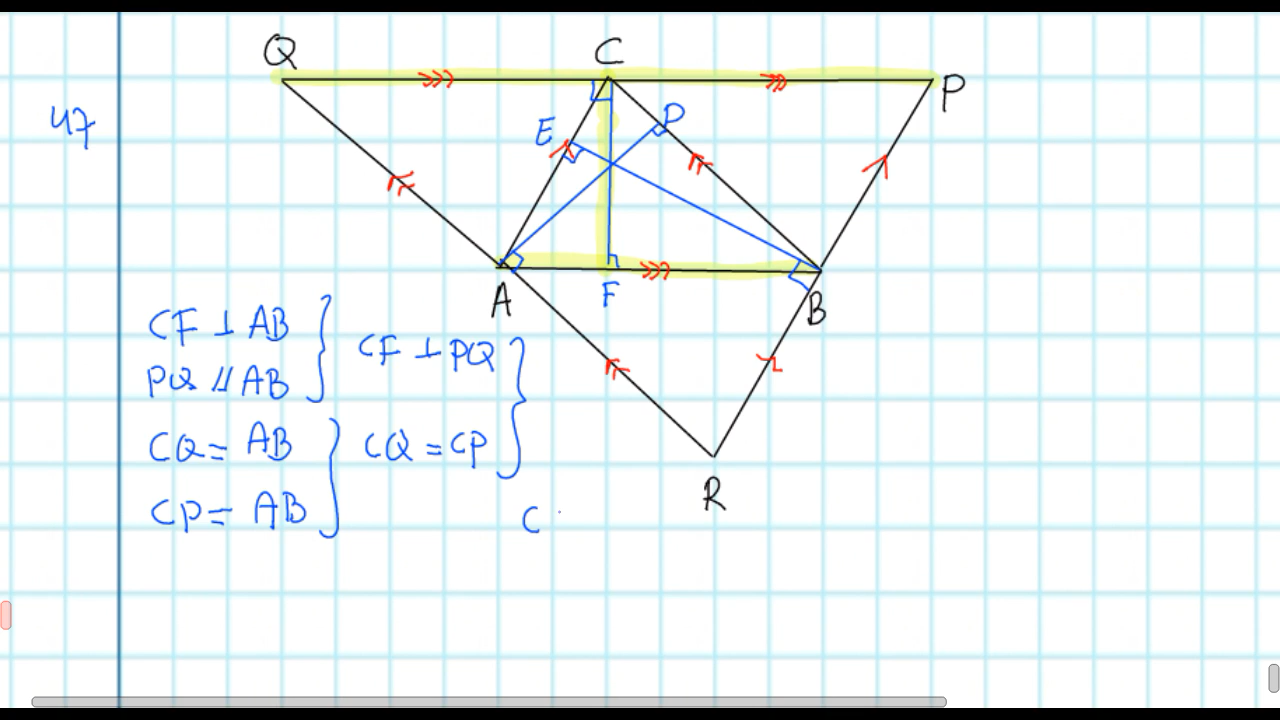 Q C P
47
E D
A F B
CF ⊥ AB
CF ⊥ PQ
PQ // AB
CQ = AB
CQ = CP
CP = AB
R
C